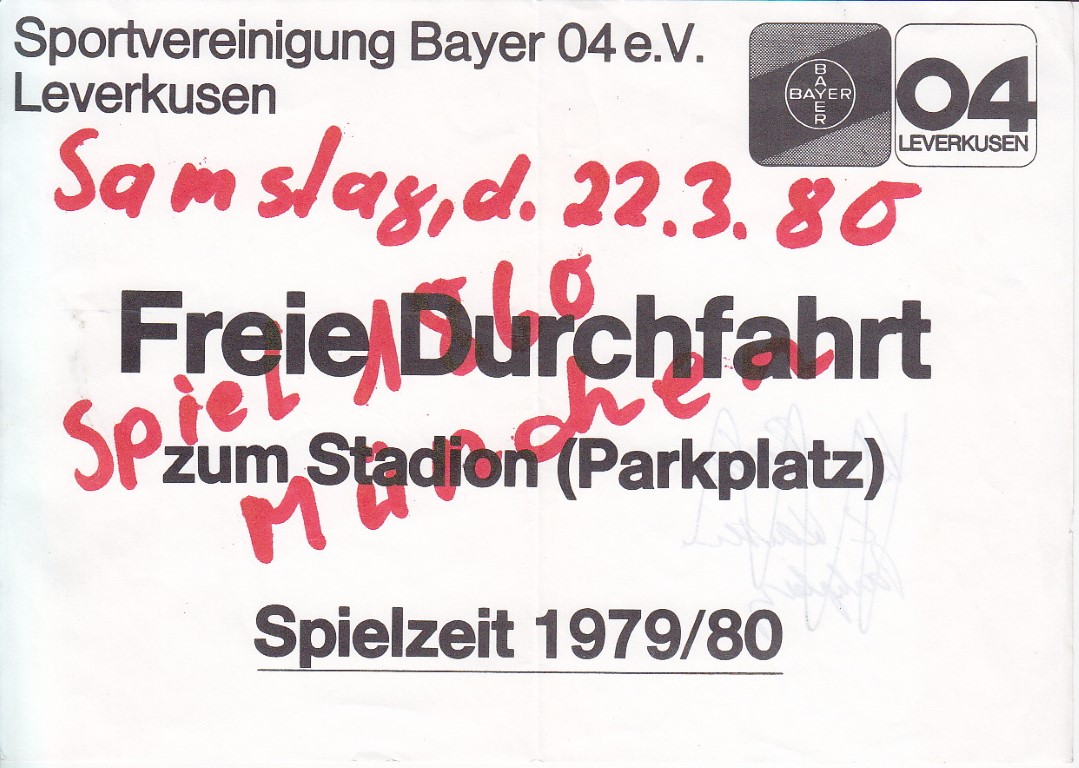 Sportvereinigung Bayer 04 e.V.
Leverkusen
BAYER
BAYER
04
LEVERKUSEN
Samstag, d. 22.3.80
Freie Durchfahrt
Spiel 1860
München
zum Stadion (Parkplatz)
Spielzeit 1979/80